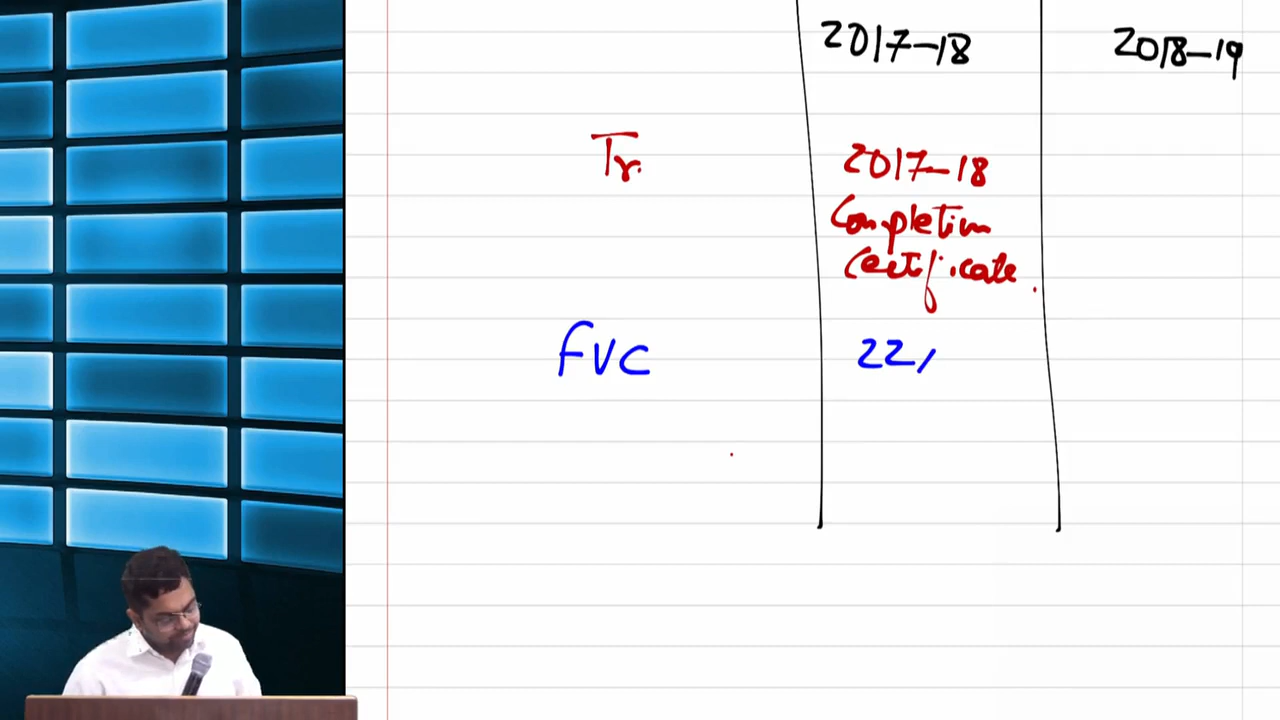 2017-18 2018-19
Tr. 2017-18
Completion
Certificate.
FVC 22,